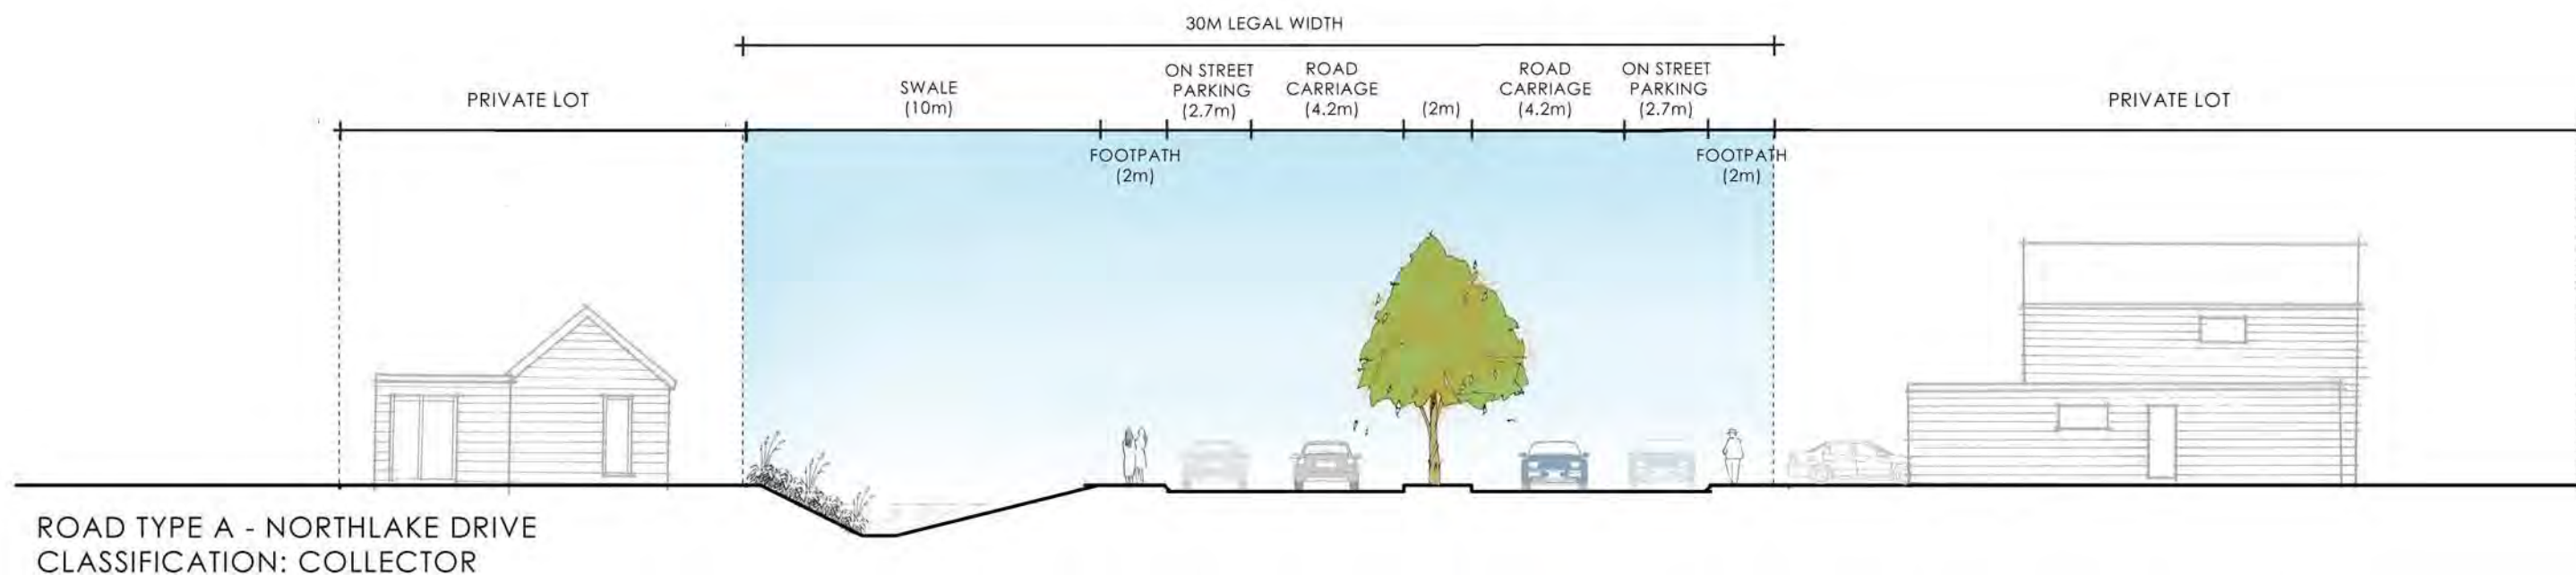 30M LEGAL WIDTH
PRIVATE LOT
SWALE
(10m)
ON STREET
PARKING
(2.7m)
ROAD
CARRIAGE
(4.2m)
(2m)
ROAD
CARRIAGE
(4.2m)
ON STREET
PARKING
(2.7m)
PRIVATE LOT
FOOTPATH
(2m)
FOOTPATH
(2m)
ROAD TYPE A - NORTHLAKE DRIVE
CLASSIFICATION: COLLECTOR